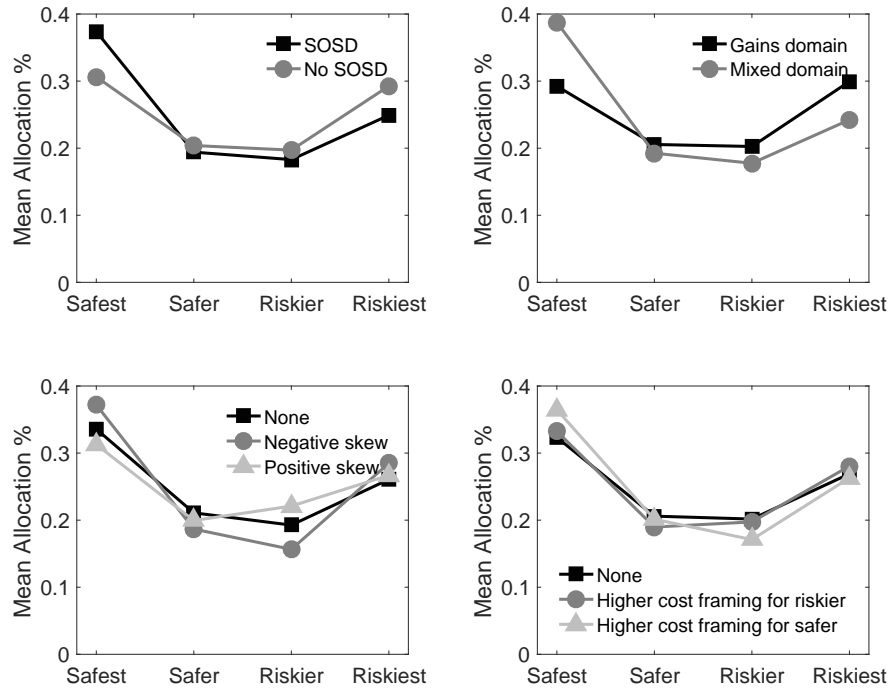 0.4
0.3
0.2
0.1
0
Mean Allocation %
SOSD
No SOSD
Safest Safer Riskier Riskiest
0.4
0.3
0.2
0.1
0
Mean Allocation %
Gains domain
Mixed domain
Safest Safer Riskier Riskiest
0.4
0.3
0.2
0.1
0
Mean Allocation %
None
Negative skew
Positive skew
Safest Safer Riskier Riskiest
0.4
0.3
0.2
0.1
0
Mean Allocation %
None
Higher cost framing for riskier
Higher cost framing for safer
Safest Safer Riskier Riskiest